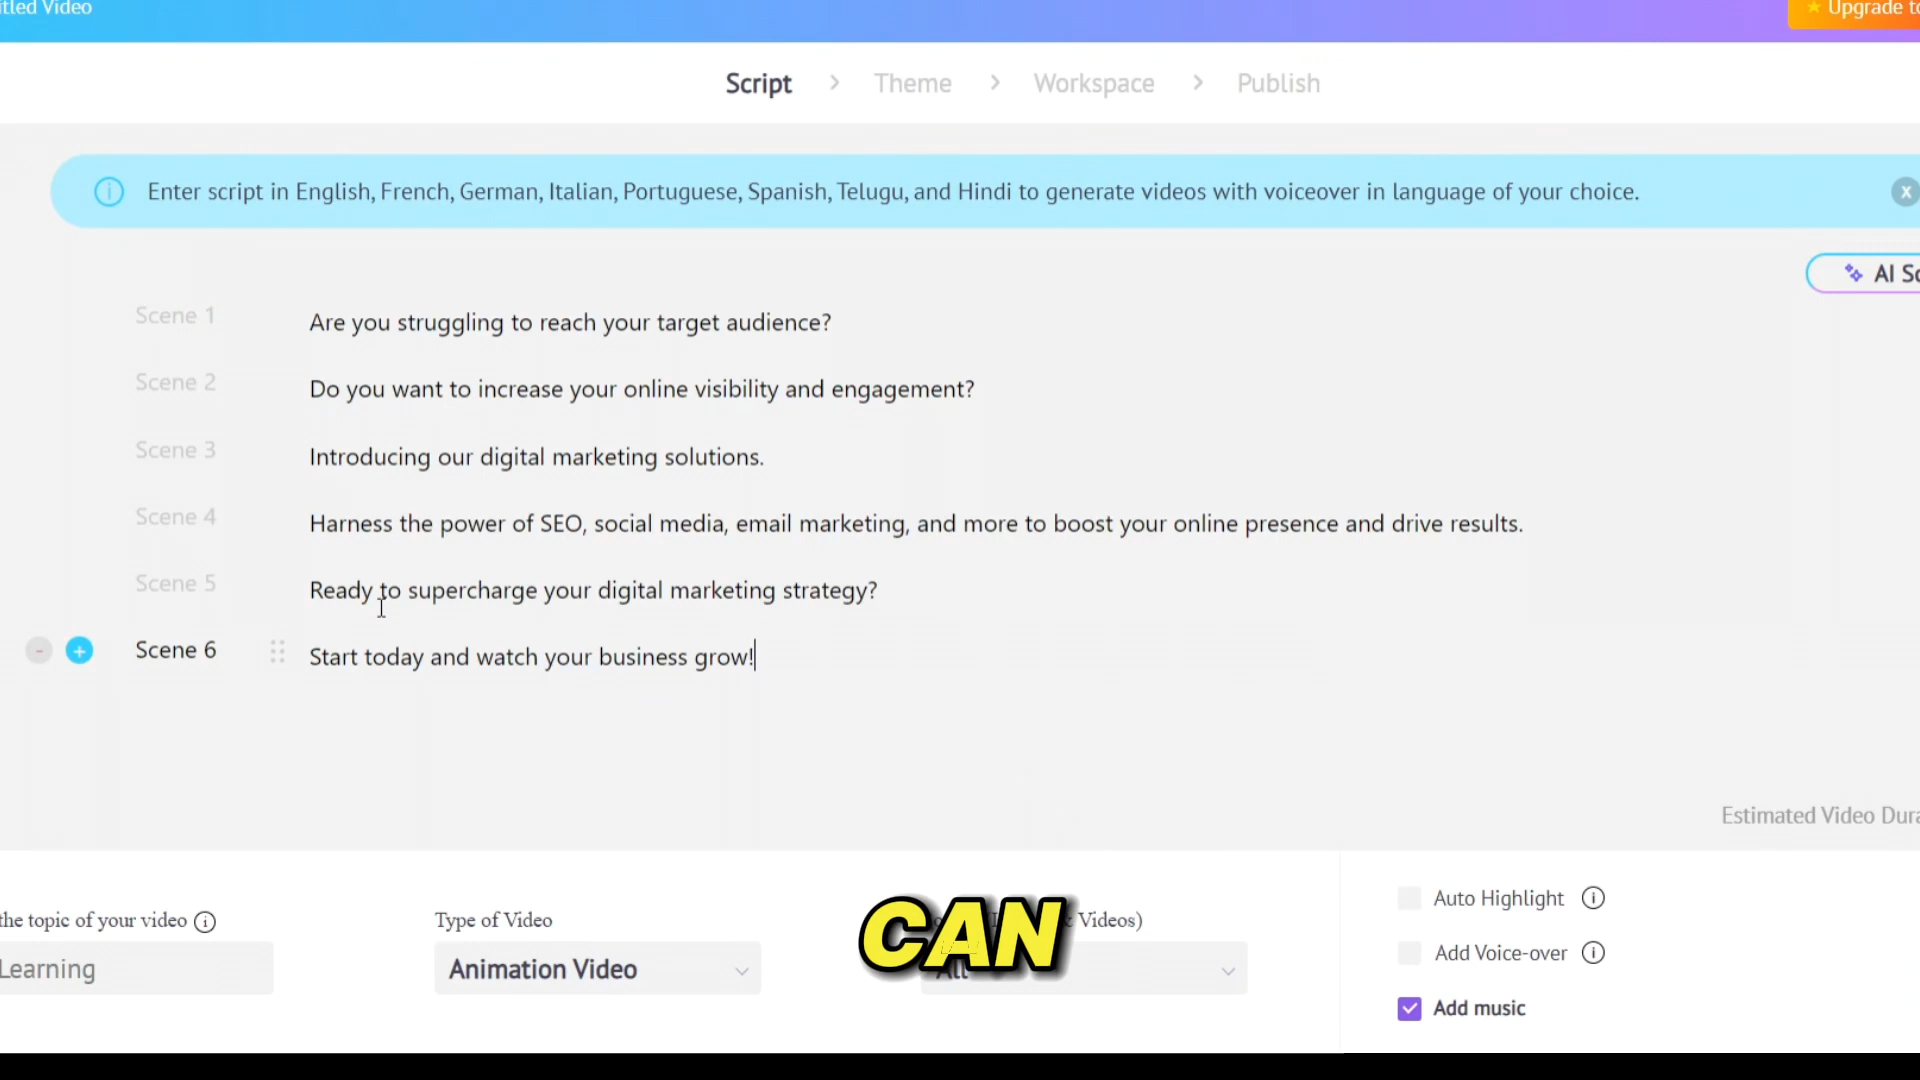 Video
Upgrade
Script > Theme > Workspace > Publish
Enter script in English, French, German, Italian, Portuguese, Spanish, Telugu, and Hindi to generate videos with voiceover in language of your choice.
x
AI
Scene 1 Are you struggling to reach your target audience?
Scene 2 Do you want to increase your online visibility and engagement?
Scene 3 Introducing our digital marketing solutions.
Scene 4 Harness the power of SEO, social media, email marketing, and more to boost your online presence and drive results.
Scene 5 Ready to supercharge your digital marketing strategy?
- + Scene 6 Start today and watch your business grow!
Estimated Video
the topic of your video
Type of Video
Videos)
CAN
Learning
Animation Video
All
Auto Highlight
Add Voice-over
Add music